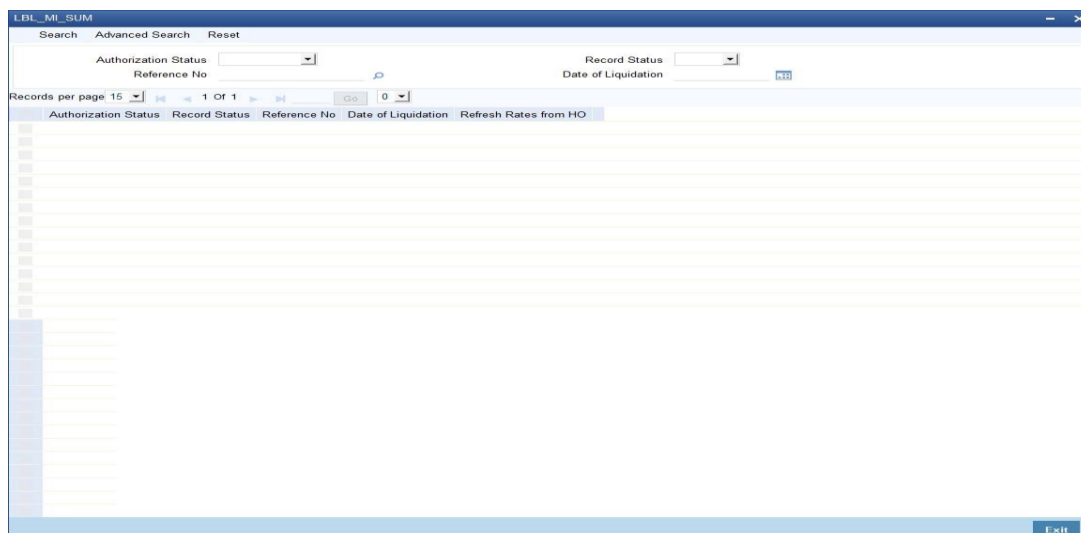 LBL_MI_SUM
Search Advanced Search Reset
Authorization Status Record Status
Reference No Date of Liquidation
Records per page 15 1 Of 1 Go 0
Authorization Status Record Status Reference No Date of Liquidation Refresh Rates from HO
Exit